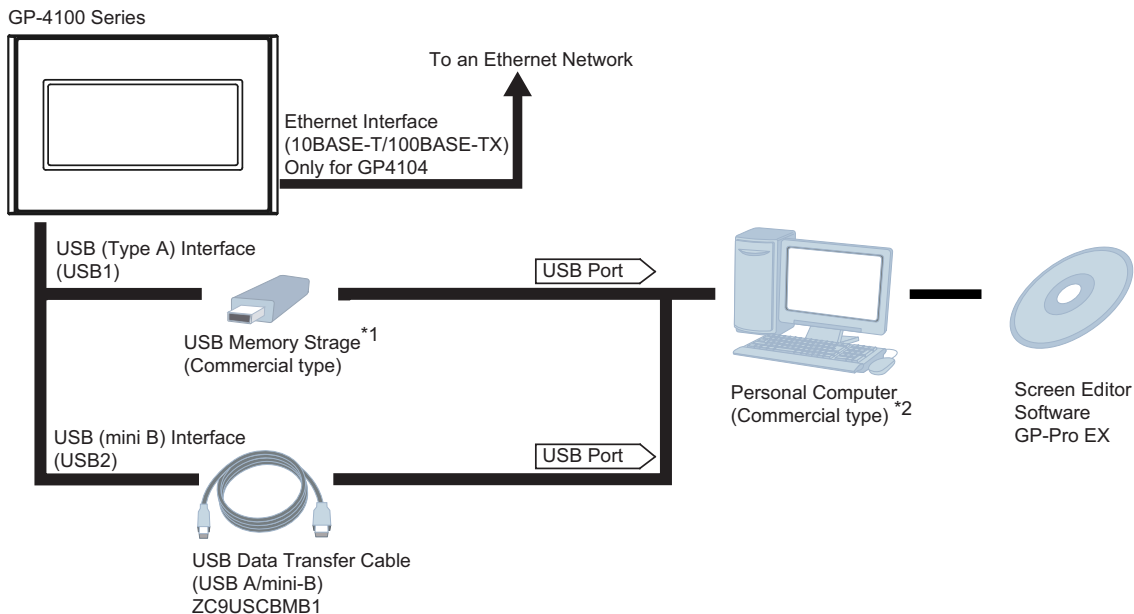 GP-4100 Series
To an Ethernet Network
Ethernet Interface
(10BASE-T/100BASE-TX)
Only for GP4104
USB (Type A) Interface
(USB1)
USB Port
USB Memory Strage*1
(Commercial type)
Personal Computer
(Commercial type) *2
Screen Editor
Software
GP-Pro EX
USB (mini B) Interface
(USB2)
USB Port
USB Data Transfer Cable
(USB A/mini-B)
ZC9USCBMB1